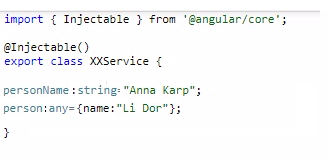 import { Injectable } from '@angular/core';
@Injectable()
export class XXService {
personName:string="Anna Karp";
person:any={name:"Li Dor"};
}